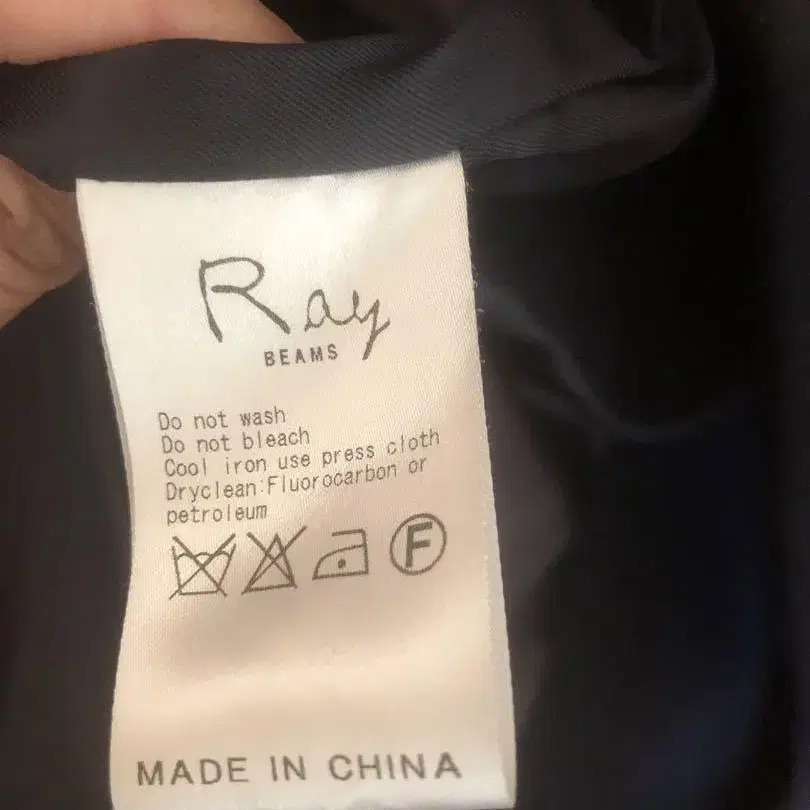 Ray
BEAMS
Do not wash
Do not bleach
Cool iron use press cloth
Dryclean:Fluorocarbon or
petroleum
F
MADE IN CHINA